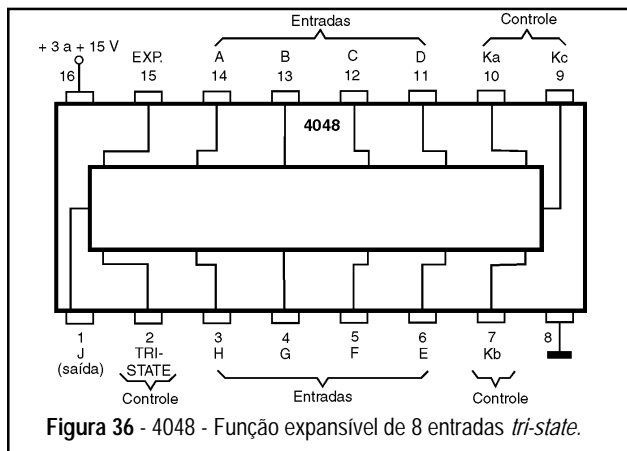 Entradas Controle
+ 3 a + 15 V EXP. A B C D Ka Kc
16 15 14 13 12 11 10 9
4048
1 2 3 4 5 6 7 8
J TRI- H G F E Kb
(saída) STATE
Controle Entradas Controle
Figura 36 - 4048 - Função expansível de 8 entradas tri-state.